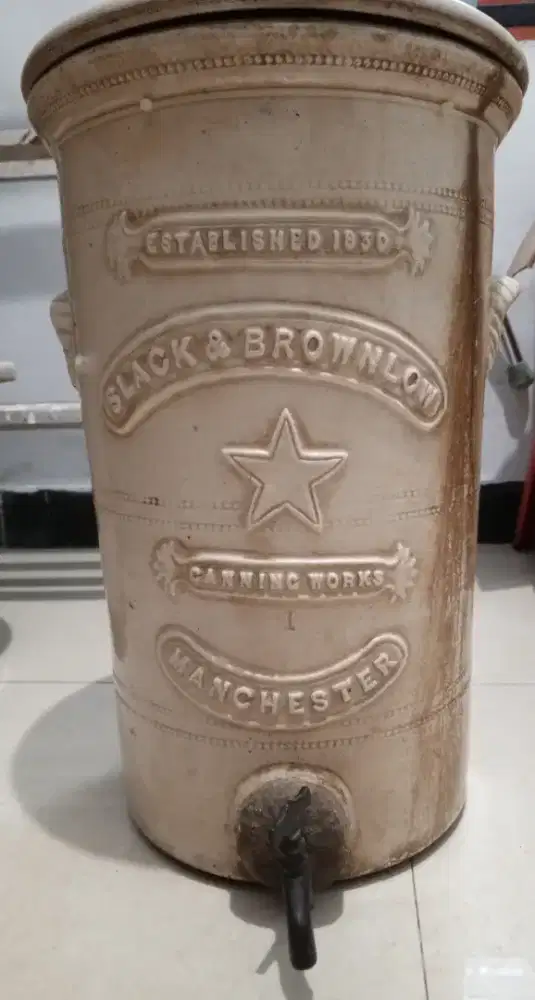 ESTABLISHED 1830
SLACK & BROWNLOW
CANNING WORKS
MANCHESTER